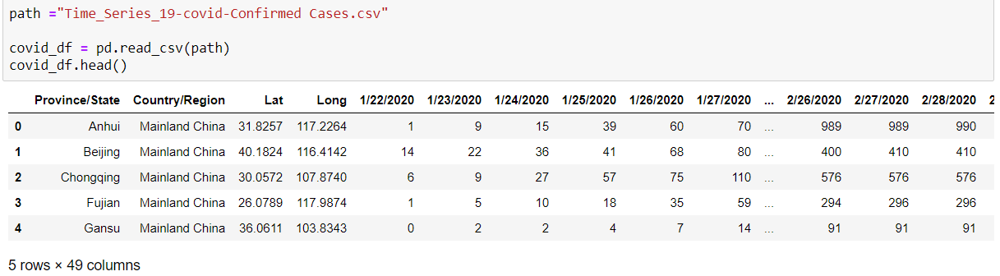 path ="Time_Series_19-covid-Confirmed Cases.csv"
covid_df = pd.read_csv(path)
covid_df.head()
Province/State Country/Region Lat Long 1/22/2020 1/23/2020 1/24/2020 1/25/2020 1/26/2020 1/27/2020 ... 2/26/2020 2/27/2020 2/28/2020 2
0 Anhui Mainland China 31.8257 117.2264 1 9 15 39 60 70 ... 989 989 990
1 Beijing Mainland China 40.1824 116.4142 14 22 36 41 68 80 ... 400 410 410
2 Chongqing Mainland China 30.0572 107.8740 6 9 27 57 75 110 ... 576 576 576
3 Fujian Mainland China 26.0789 117.9874 1 5 10 18 35 59 ... 294 296 296
4 Gansu Mainland China 36.0611 103.8343 0 2 2 4 7 14 ... 91 91 91
5 rows × 49 columns